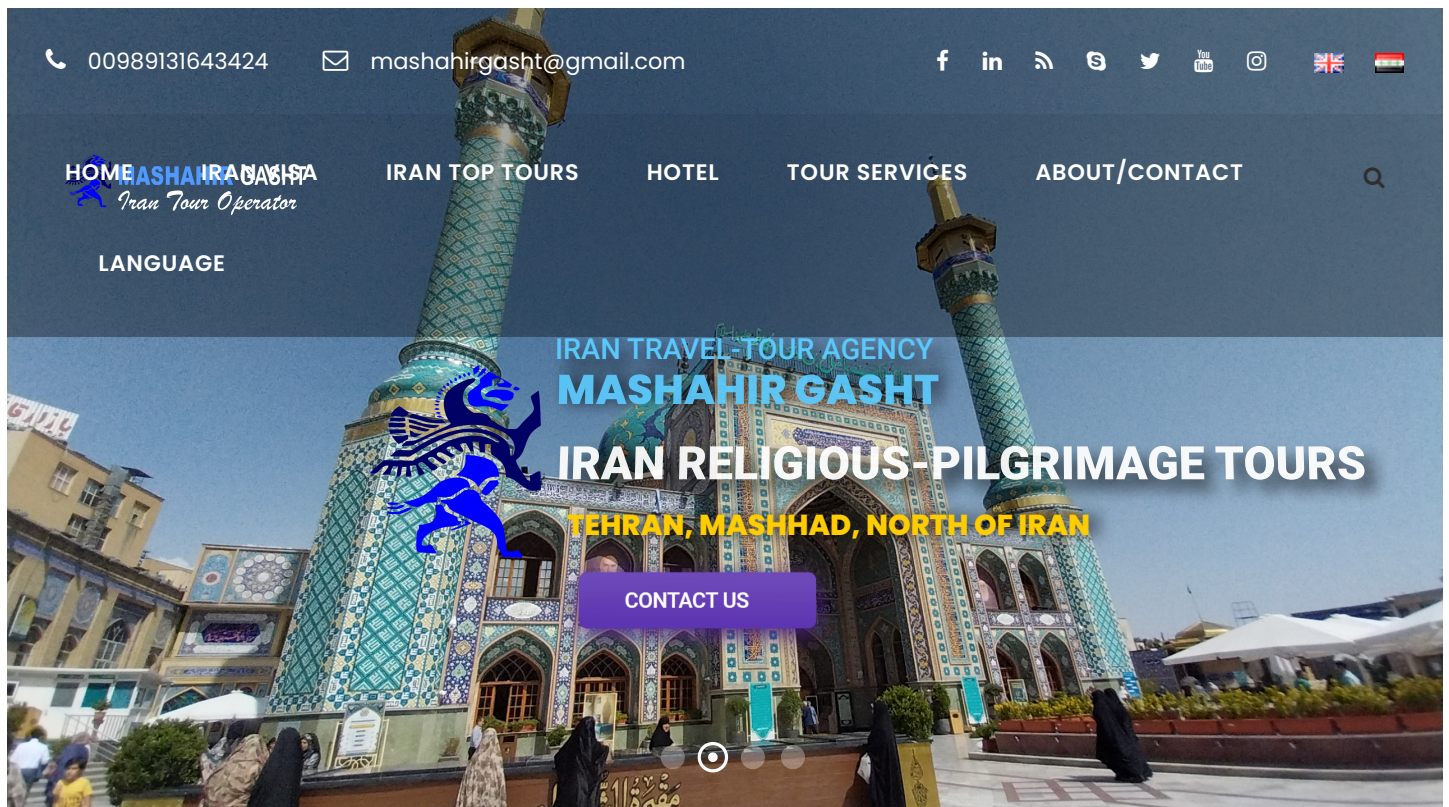 00989131643424
mashahirgasht@gmail.com
You
Tube
HOME
IRAN VISA
IRAN TOP TOURS
HOTEL
TOUR SERVICES
ABOUT/CONTACT
MASHAHIR GASHT
Iran Tour Operator
LANGUAGE
IRAN TRAVEL-TOUR AGENCY
MASHAHIR GASHT
IRAN RELIGIOUS-PILGRIMAGE TOURS
TEHRAN, MASHHAD, NORTH OF IRAN
CONTACT US